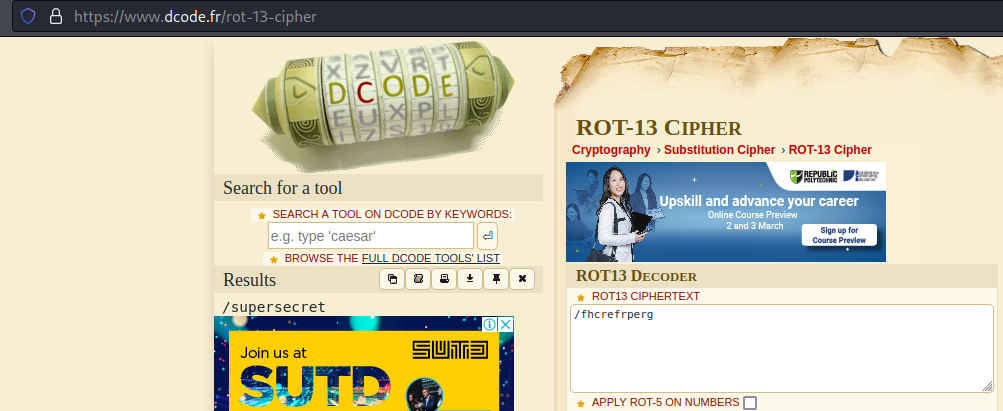 https://www.dcode.fr/rot-13-cipher
DCODE
Search for a tool
SEARCH A TOOL ON DCODE BY KEYWORDS:
e.g. type 'caesar'
BROWSE THE FULL DCODE TOOLS' LIST
Results
/supersecret
Join us at
SUTD
SUTD
ROT-13 CIPHER
Cryptography › Substitution Cipher › ROT-13 Cipher
REPUBLIC
POLYTECHNIC
Upskill and advance your career
Online Course Preview
2 and 3 March
Sign up for
Course Preview
ROT13 DECODER
ROT13 CIPHERTEXT
/fhcrefrperg
APPLY ROT-5 ON NUMBERS